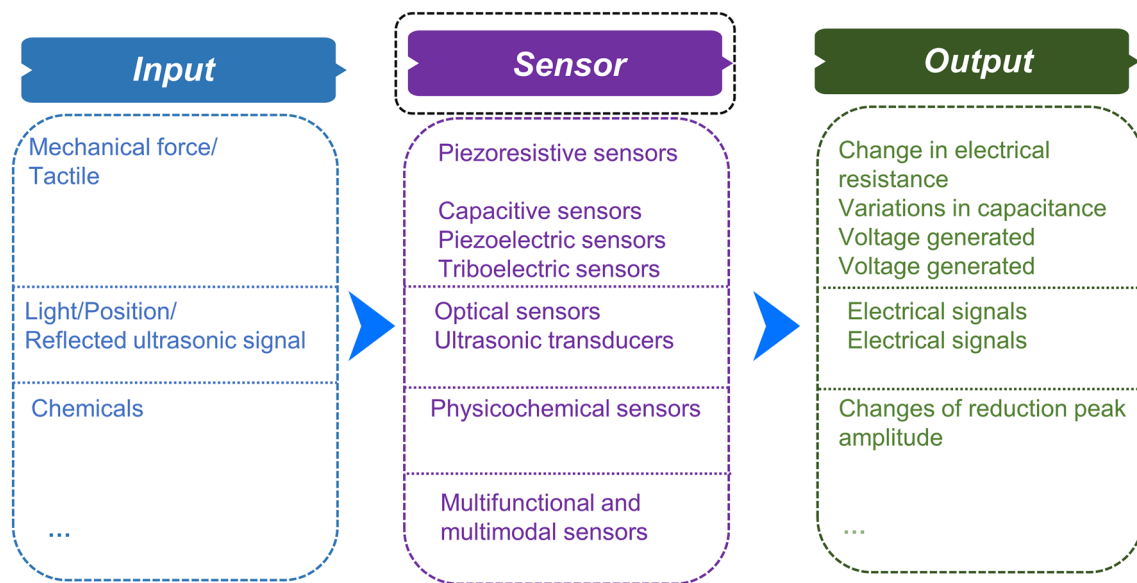 Input
Sensor
Output
Mechanical force/
Tactile
Piezoresistive sensors
Capacitive sensors
Piezoelectric sensors
Triboelectric sensors
Change in electrical
resistance
Variations in capacitance
Voltage generated
Voltage generated
Light/Position/
Reflected ultrasonic signal
Optical sensors
Ultrasonic transducers
Electrical signals
Electrical signals
Chemicals
Physicochemical sensors
Changes of reduction peak
amplitude
...
Multifunctional and
multimodal sensors
...